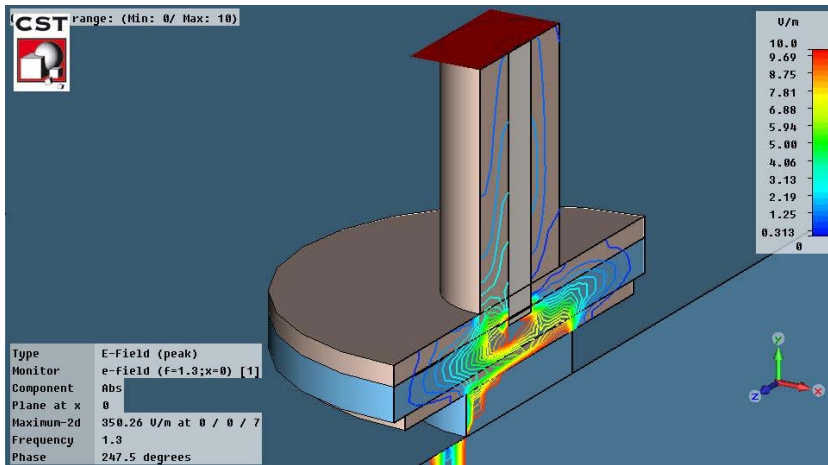 range: (Min: 0/ Max: 10)
CST
V/m
10.0
9.69
8.75
7.81
6.88
5.94
5.00
4.06
3.13
2.19
1.25
0.313
0
Type E-Field (peak)
Monitor e-field (f=1.3;x=0) [1]
Component Abs
Plane at x 0
Maximum-2d 350.26 V/m at 0 / 0 / 7
Frequency 1.3
Phase 247.5 degrees
y
z
x